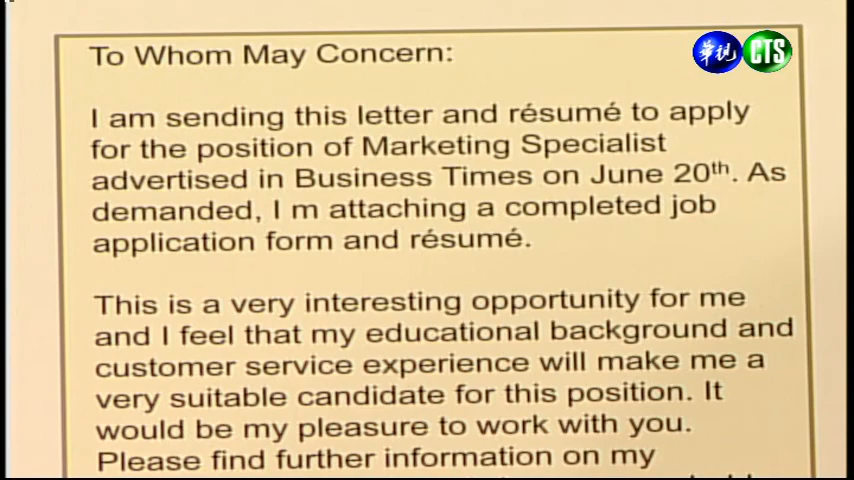 To Whom May Concern:
華視 CTS
I am sending this letter and résumé to apply
for the position of Marketing Specialist
advertised in Business Times on June 20th. As
demanded, I m attaching a completed job
application form and résumé.
This is a very interesting opportunity for me
and I feel that my educational background and
customer service experience will make me a
very suitable candidate for this position. It
would be my pleasure to work with you.
Please find further information on my